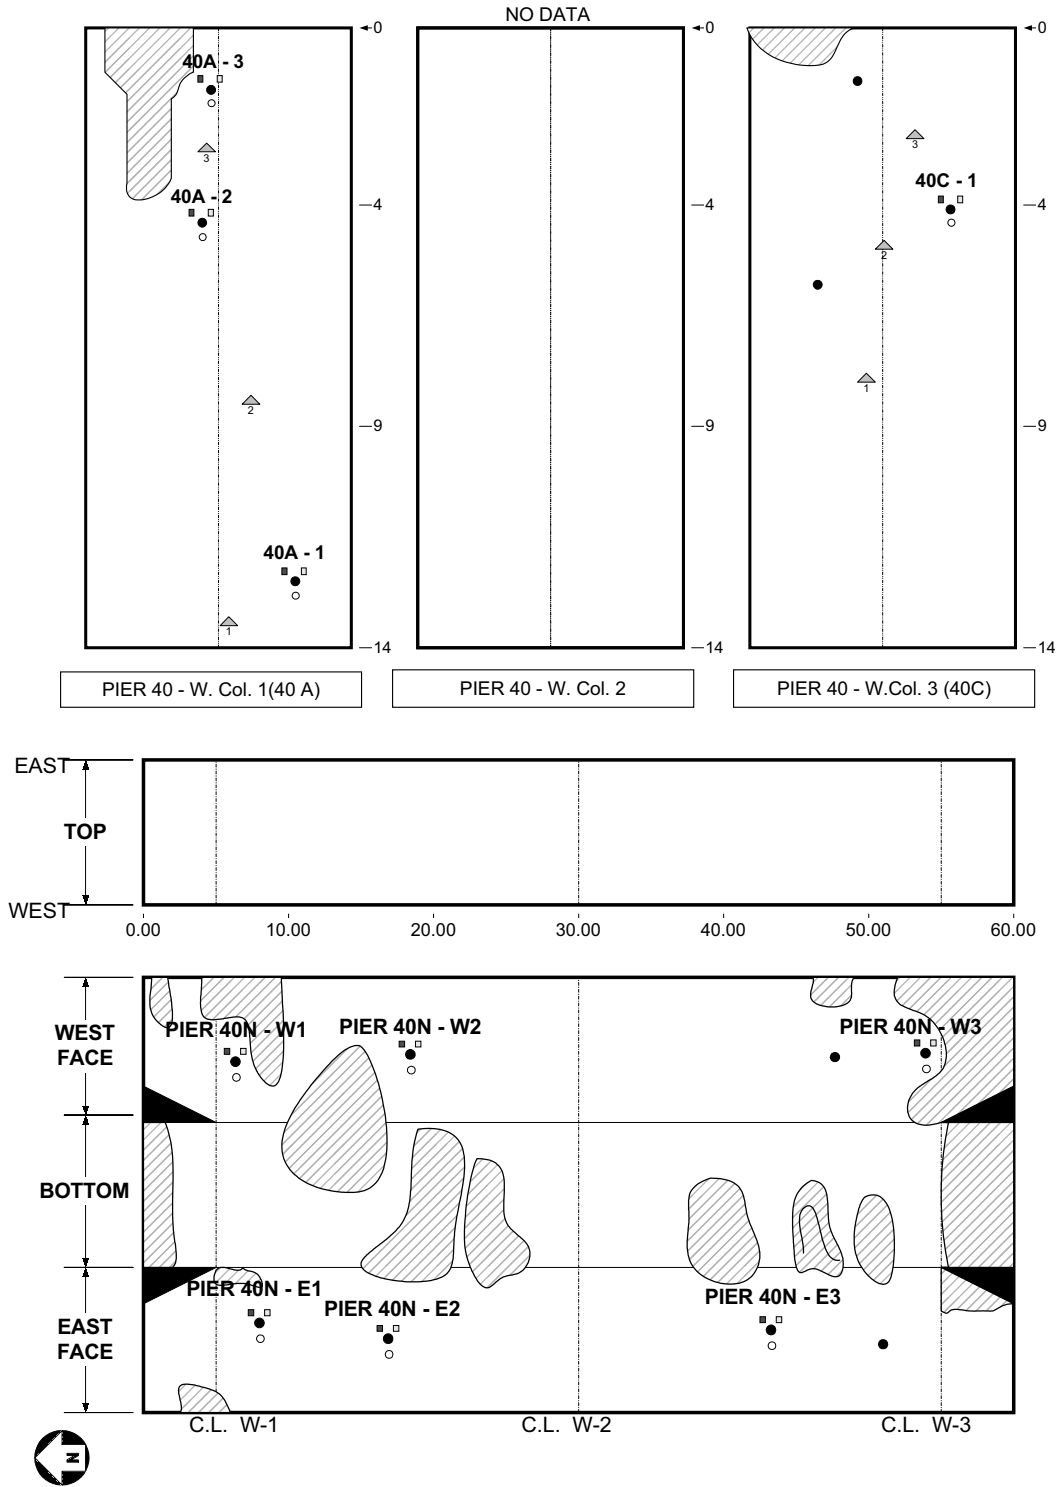 NO DATA
0
0
0
40A - 3
3
3
40C - 1
40A - 2
4
4
4
2
1
2
9
9
9
40A - 1
1
14
14
14
PIER 40 - W. Col. 1(40 A)
PIER 40 - W. Col. 2
PIER 40 - W.Col. 3 (40C)
EAST
TOP
WEST
0.00 10.00 20.00 30.00 40.00 50.00 60.00
WEST
FACE
PIER 40N - W1
PIER 40N - W2
PIER 40N - W3
BOTTOM
PIER 40N - E1
PIER 40N - E2
PIER 40N - E3
EAST
FACE
C.L. W-1
C.L. W-2
C.L. W-3
N